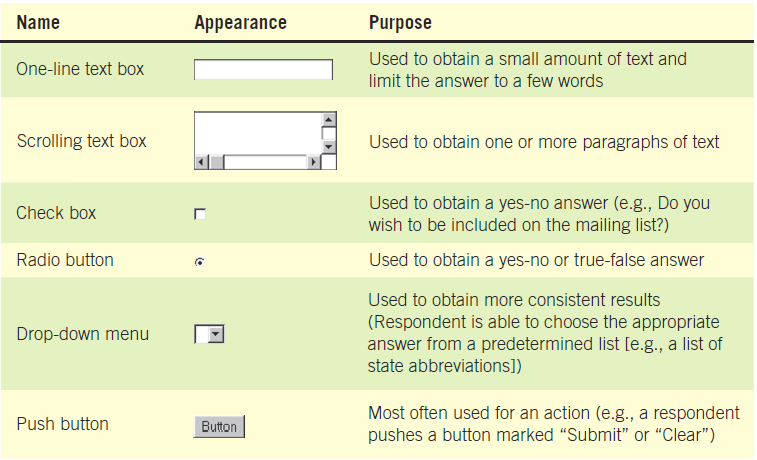 Name Appearance Purpose
One-line text box
Used to obtain a small amount of text and
limit the answer to a few words
Scrolling text box
Used to obtain one or more paragraphs of text
Check box
Used to obtain a yes-no answer (e.g., Do you
wish to be included on the mailing list?)
Radio button
Used to obtain a yes-no or true-false answer
Drop-down menu
Used to obtain more consistent results
(Respondent is able to choose the appropriate
answer from a predetermined list [e.g., a list of
state abbreviations])
Push button
Button
Most often used for an action (e.g., a respondent
pushes a button marked “Submit” or “Clear”)